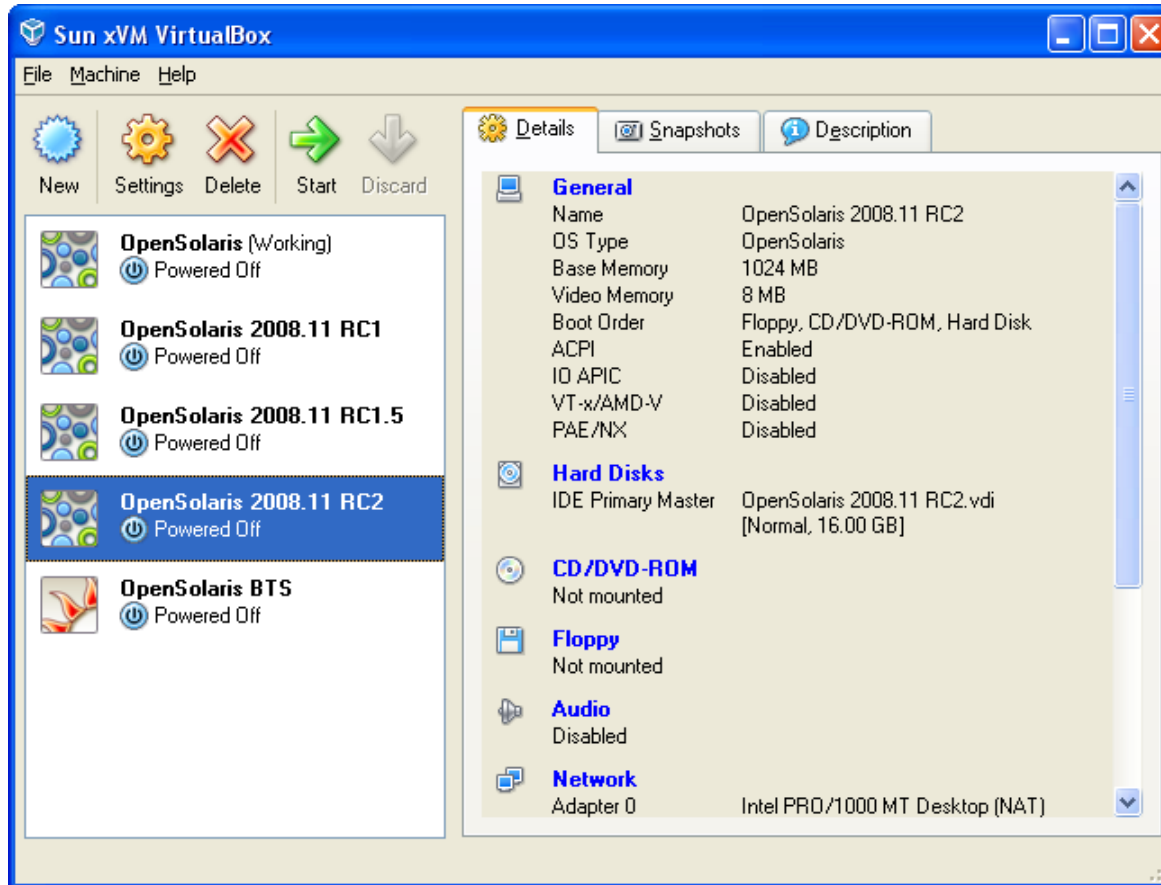 Sun xVM VirtualBox
File Machine Help
New Settings Delete Start Discard
OpenSolaris (Working)
Powered Off
OpenSolaris 2008.11 RC1
Powered Off
OpenSolaris 2008.11 RC1.5
Powered Off
OpenSolaris 2008.11 RC2
Powered Off
OpenSolaris BTS
Powered Off
Details Snapshots Description
General
Name OpenSolaris 2008.11 RC2
OS Type OpenSolaris
Base Memory 1024 MB
Video Memory 8 MB
Boot Order Floppy, CD/DVD-ROM, Hard Disk
ACPI Enabled
IO APIC Disabled
VT-x/AMD-V Disabled
PAE/NX Disabled
Hard Disks
IDE Primary Master OpenSolaris 2008.11 RC2.vdi
[Normal, 16.00 GB]
CD/DVD-ROM
Not mounted
Floppy
Not mounted
Audio
Disabled
Network
Adapter 0 Intel PRO/1000 MT Desktop (NAT)